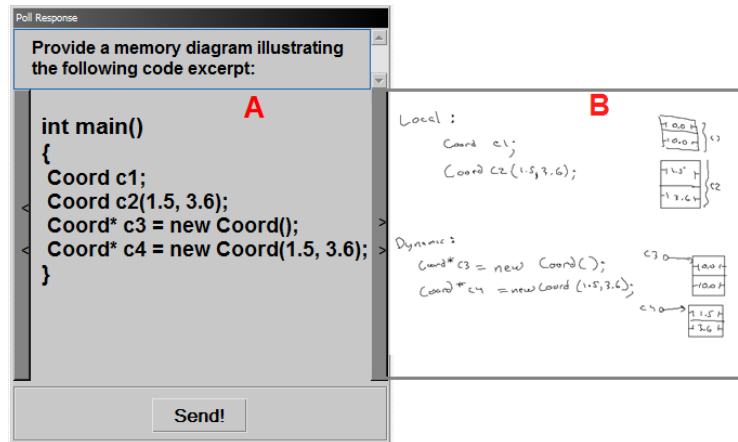 Poll Response
Provide a memory diagram illustrating
the following code excerpt:
A
int main()
{
Coord c1;
Coord c2(1.5, 3.6);
Coord* c3 = new Coord();
Coord* c4 = new Coord(1.5, 3.6);
}
<
<
>
>
Send!
B
Local :
Coord c1;
Coord c2(1.5,3.6);
0.0
0.0
1.5
3.6
c2
Dynamic :
Coord* c3 = new Coord();
Coord* c4 = new Coord (1.5,3.6);
c3
0.0
0.0
c4
1.5
3.6